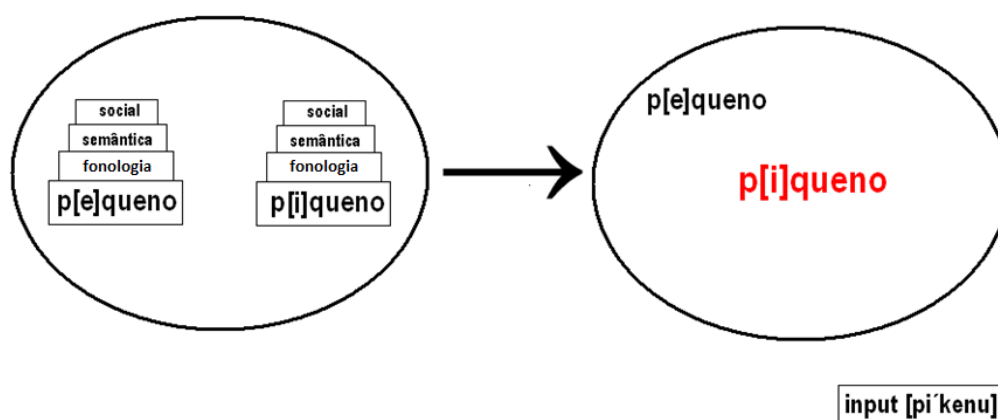 social
semântica
fonologia
p[e]queno
social
semântica
fonologia
p[i]queno
p[e]queno
p[i]queno
input [pi´kenu]